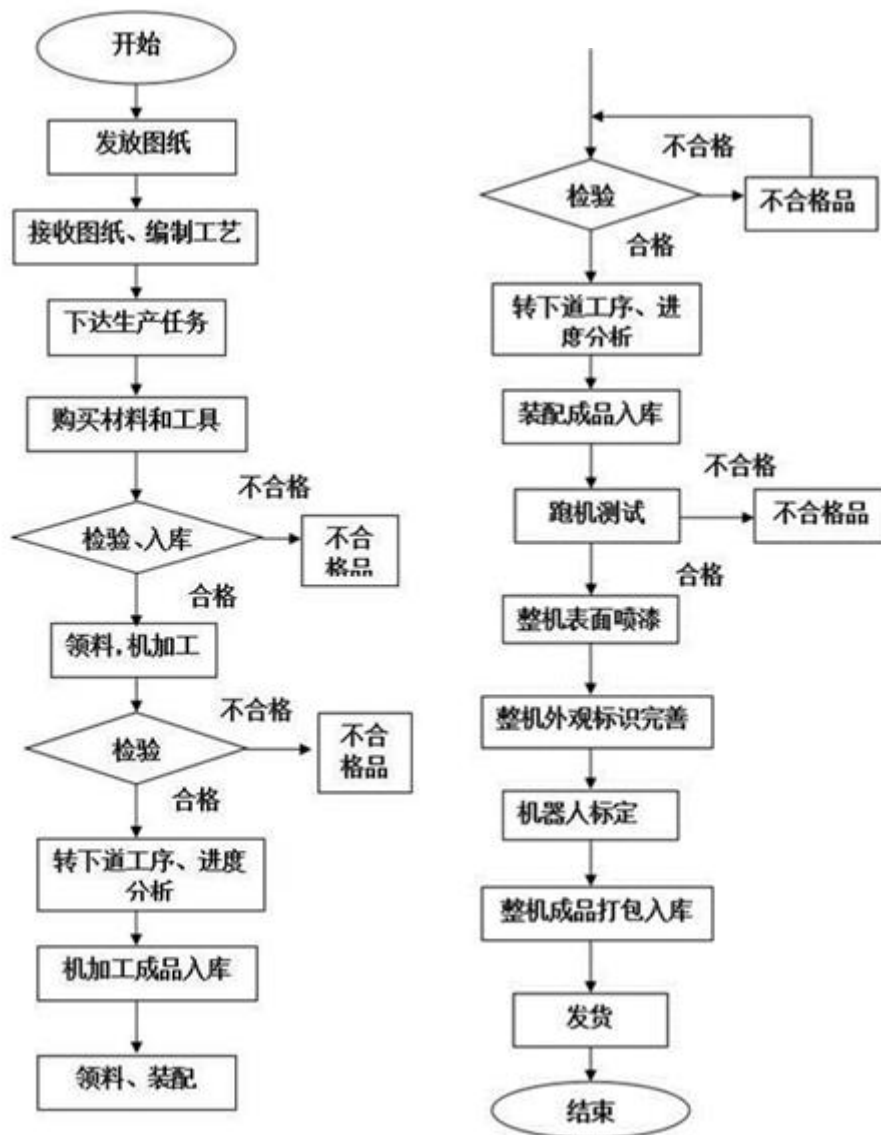 开始
发放图纸
接收图纸、编制工艺
下达生产任务
购买材料和工具
不合格
检验、入库
不合
格品
合格
领料,机加工
不合格
检验
不合
格品
合格
转下道工序、进度
分析
机加工成品入库
领料、装配
不合格
检验
不合格品
合格
转下道工序、进
度分析
装配成品入库
不合格
跑机测试
不合格品
合格
整机表面喷漆
整机外观标识完善
机器人标定
整机成品打包入库
发货
结束